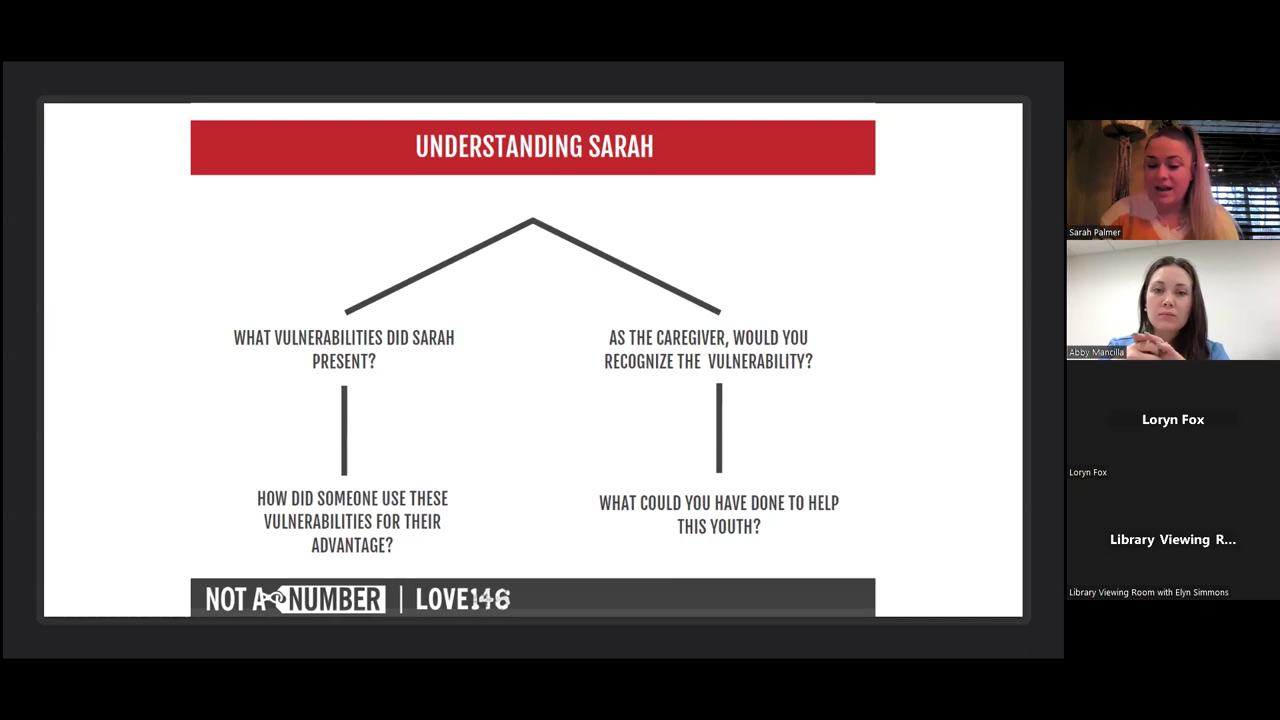 UNDERSTANDING SARAH
WHAT VULNERABILITIES DID SARAH
PRESENT?
AS THE CAREGIVER, WOULD YOU
RECOGNIZE THE VULNERABILITY?
HOW DID SOMEONE USE THESE
VULNERABILITIES FOR THEIR
ADVANTAGE?
WHAT COULD YOU HAVE DONE TO HELP
THIS YOUTH?
NOT A NUMBER | LOVE146
Sarah Palmer
Abby Mancilla
Loryn Fox
Loryn Fox
Library Viewing R...
Library Viewing Room with Elyn Simmons